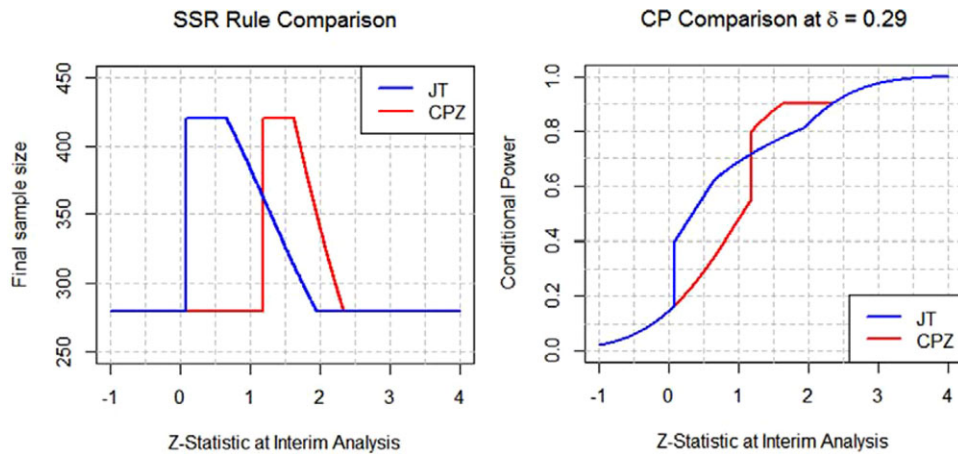 SSR Rule Comparison
Final sample size
450
400
350
300
250
JT
CPZ
-1 0 1 2 3 4
Z-Statistic at Interim Analysis
CP Comparison at δ = 0.29
Conditional Power
1.0
0.8
0.6
0.4
0.2
0.0
JT
CPZ
-1 0 1 2 3 4
Z-Statistic at Interim Analysis